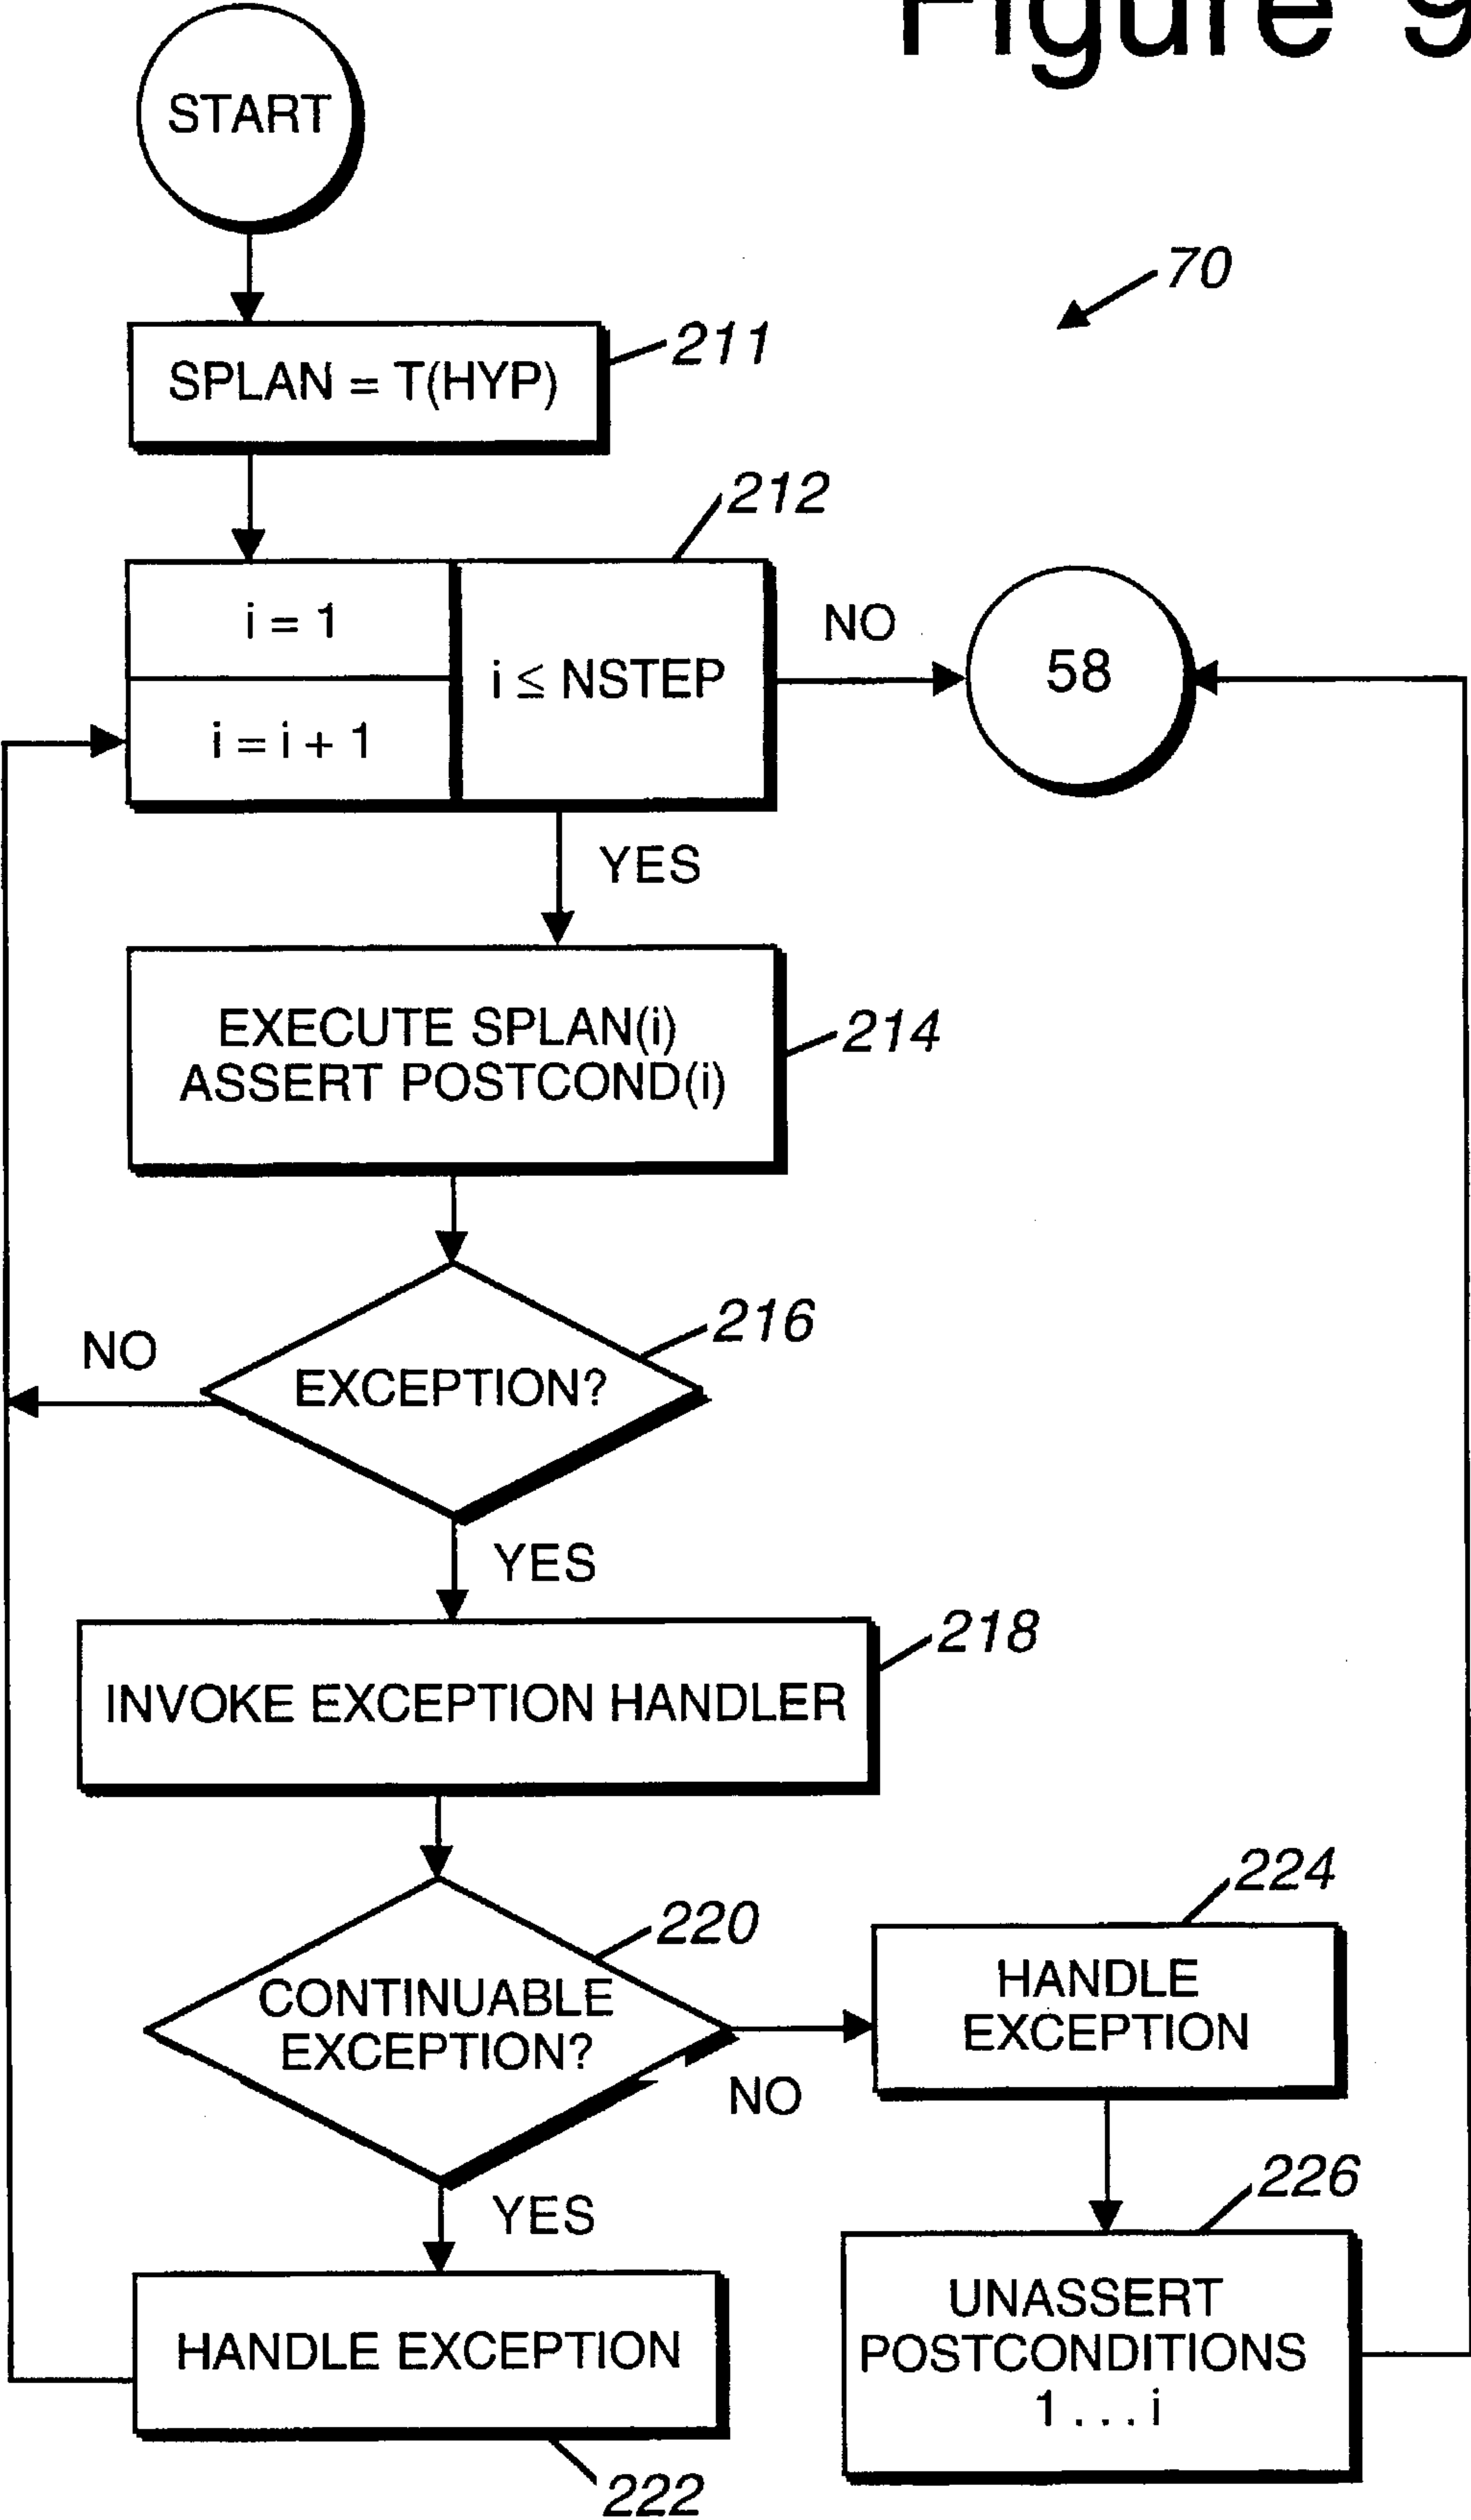 Figure 9
START
70
SPLAN = T(HYP)
211
212
i = 1
i = i + 1
i ≤ NSTEP
NO
58
YES
EXECUTE SPLAN(i)
ASSERT POSTCOND(i)
214
EXCEPTION?
216
NO
YES
INVOKE EXCEPTION HANDLER
218
CONTINUABLE
EXCEPTION?
220
NO
224
HANDLE
EXCEPTION
YES
226
HANDLE EXCEPTION
222
UNASSERT
POSTCONDITIONS
1 . . . i